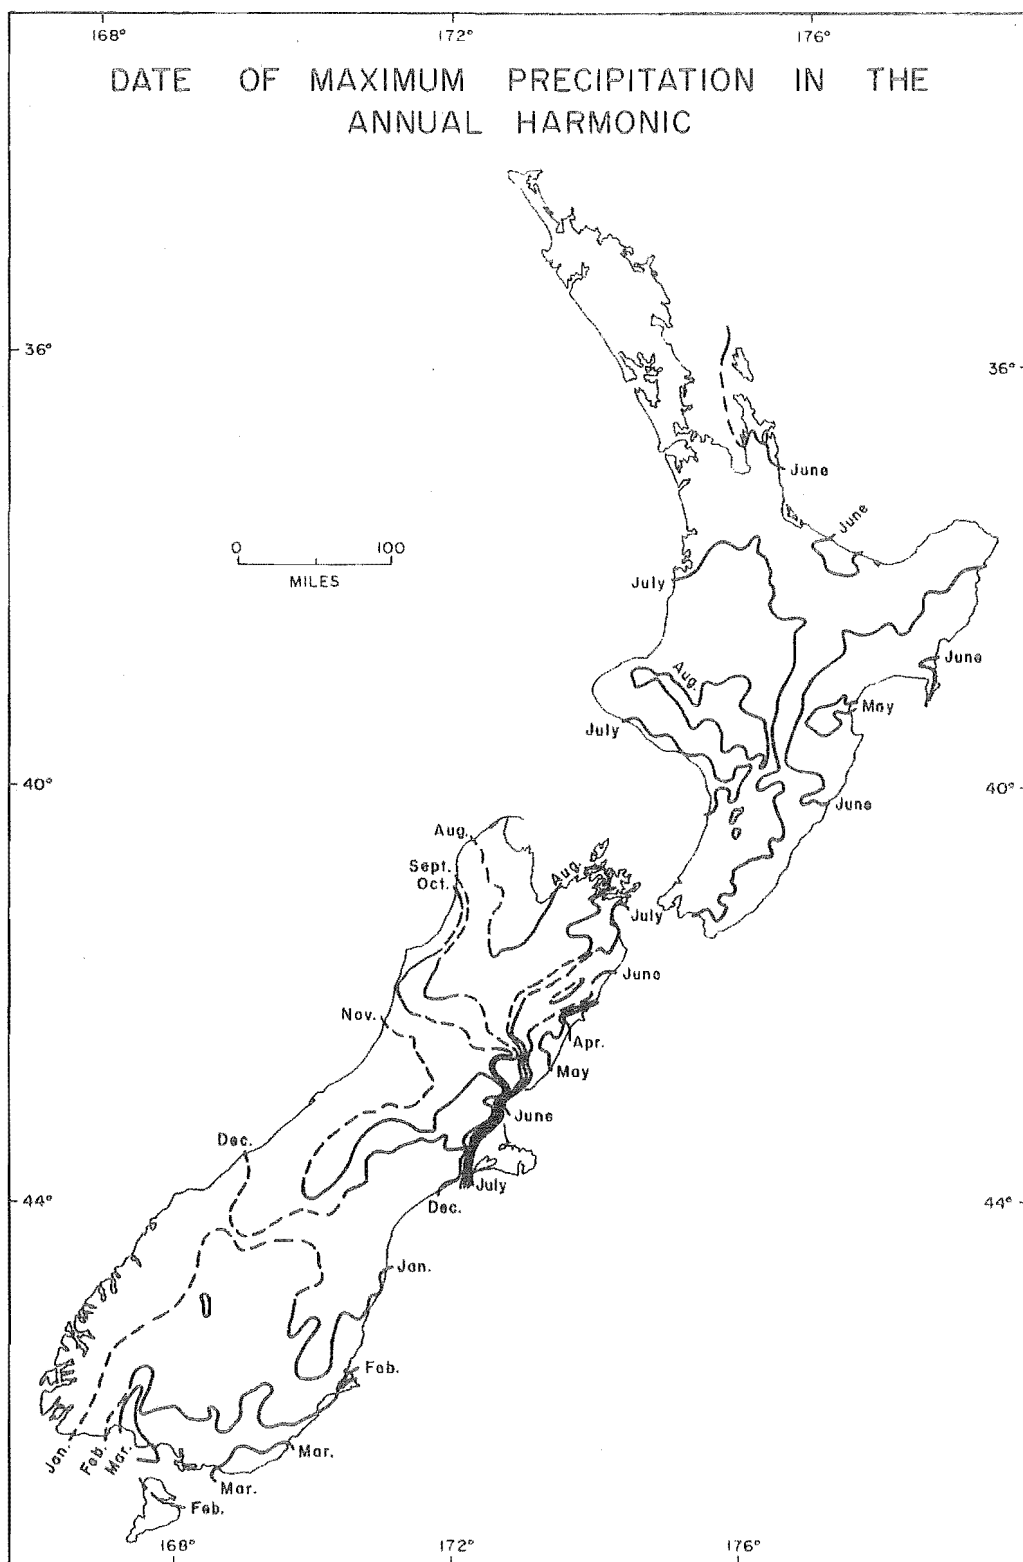 168° 172° 176°
DATE OF MAXIMUM PRECIPITATION IN THE
ANNUAL HARMONIC
36° 36°
June
June
0 100
MILES
July
June
Aug.
May
July
40° 40°
June
Aug.
Sept.
Aug.
Oct.
July
June
Nov.
Apr.
May
June
Dec.
July
44° Dec. 44°
Jan.
Feb.
Jan. Feb. Mar. Mar.
Mar.
Feb.
168° 172° 176°